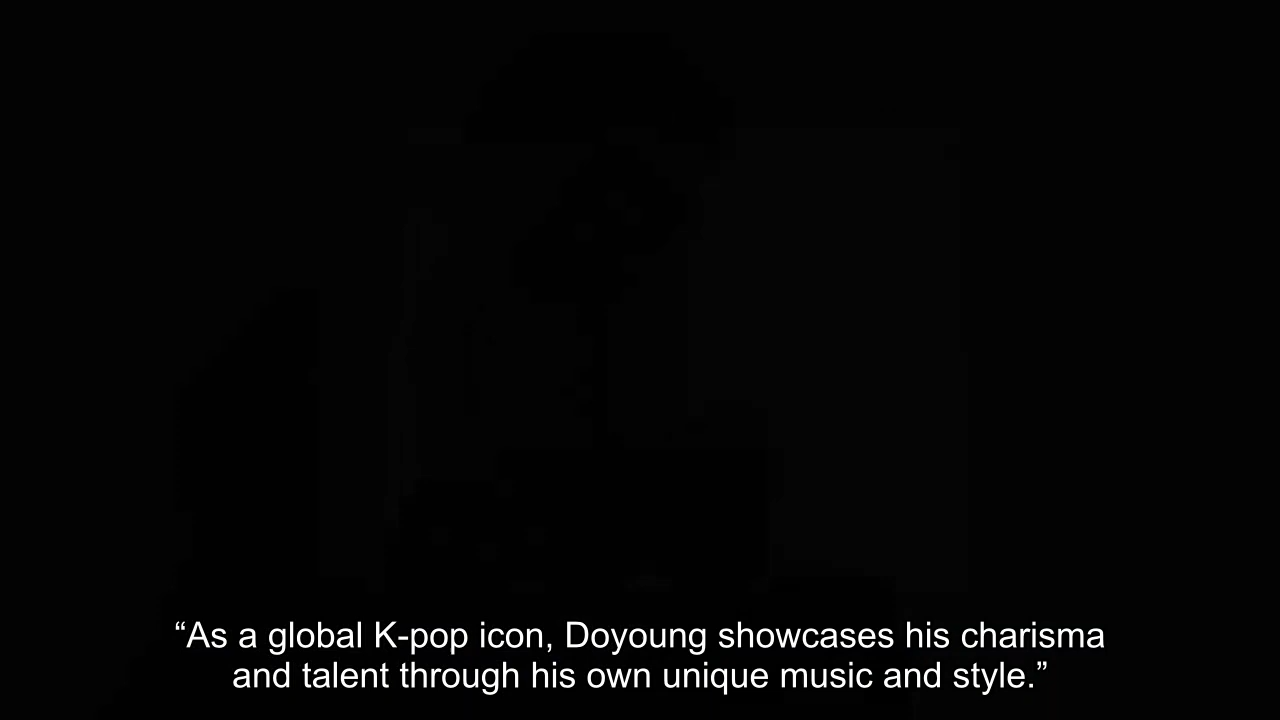 “As a global K-pop icon, Doyoung showcases his charisma
and talent through his own unique music and style.”